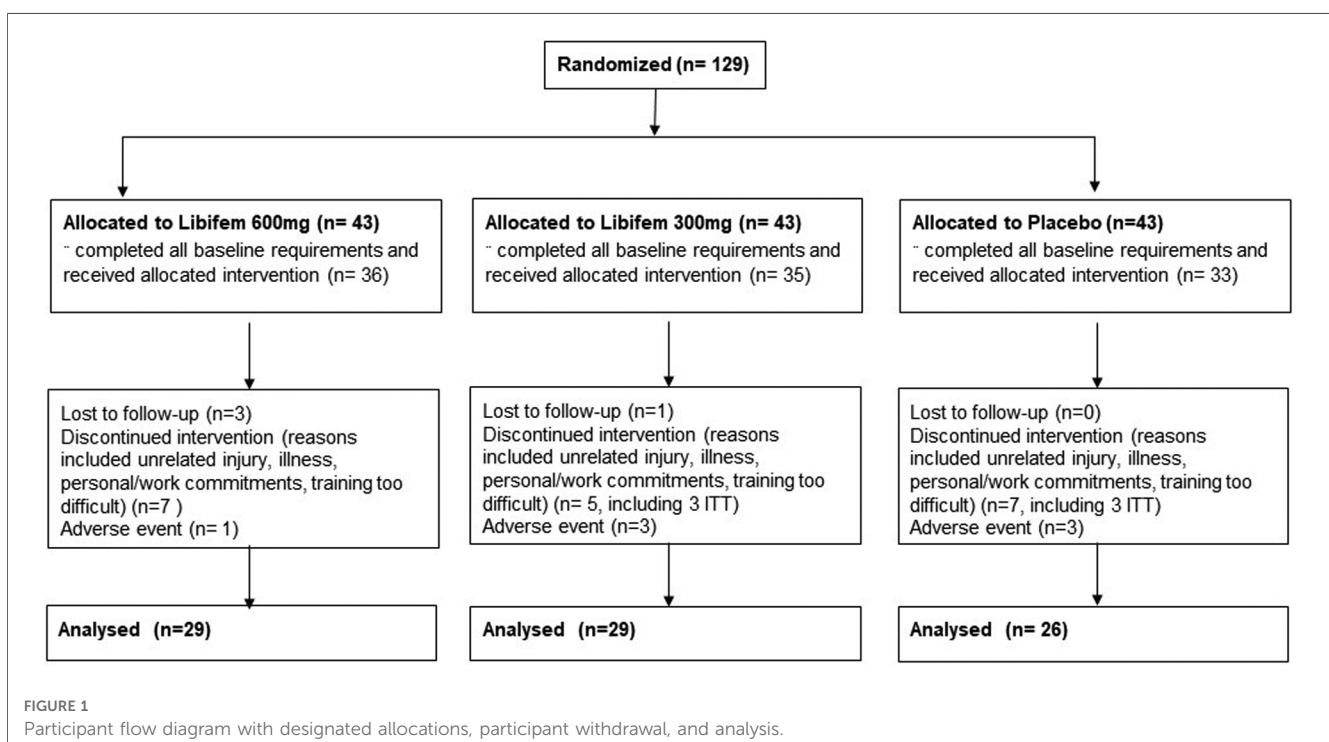 Randomized (n= 129)
Allocated to Libifem 600mg (n= 43)
¨ completed all baseline requirements and
received allocated intervention (n= 36)
Allocated to Libifem 300mg (n= 43)
¨ completed all baseline requirements and
received allocated intervention (n= 35)
Allocated to Placebo (n=43)
¨ completed all baseline requirements and
received allocated intervention (n= 33)
Lost to follow-up (n=3)
Discontinued intervention (reasons
included unrelated injury, illness,
personal/work commitments, training too
difficult) (n=7 )
Adverse event (n= 1)
Lost to follow-up (n=1)
Discontinued intervention (reasons
included unrelated injury, illness,
personal/work commitments, training too
difficult) (n= 5, including 3 ITT)
Adverse event (n=3)
Lost to follow-up (n=0)
Discontinued intervention (reasons
included unrelated injury, illness,
personal/work commitments, training too
difficult) (n=7, including 3 ITT)
Adverse event (n=3)
Analysed (n=29)
Analysed (n=29)
Analysed (n= 26)
FIGURE 1
Participant flow diagram with designated allocations, participant withdrawal, and analysis.